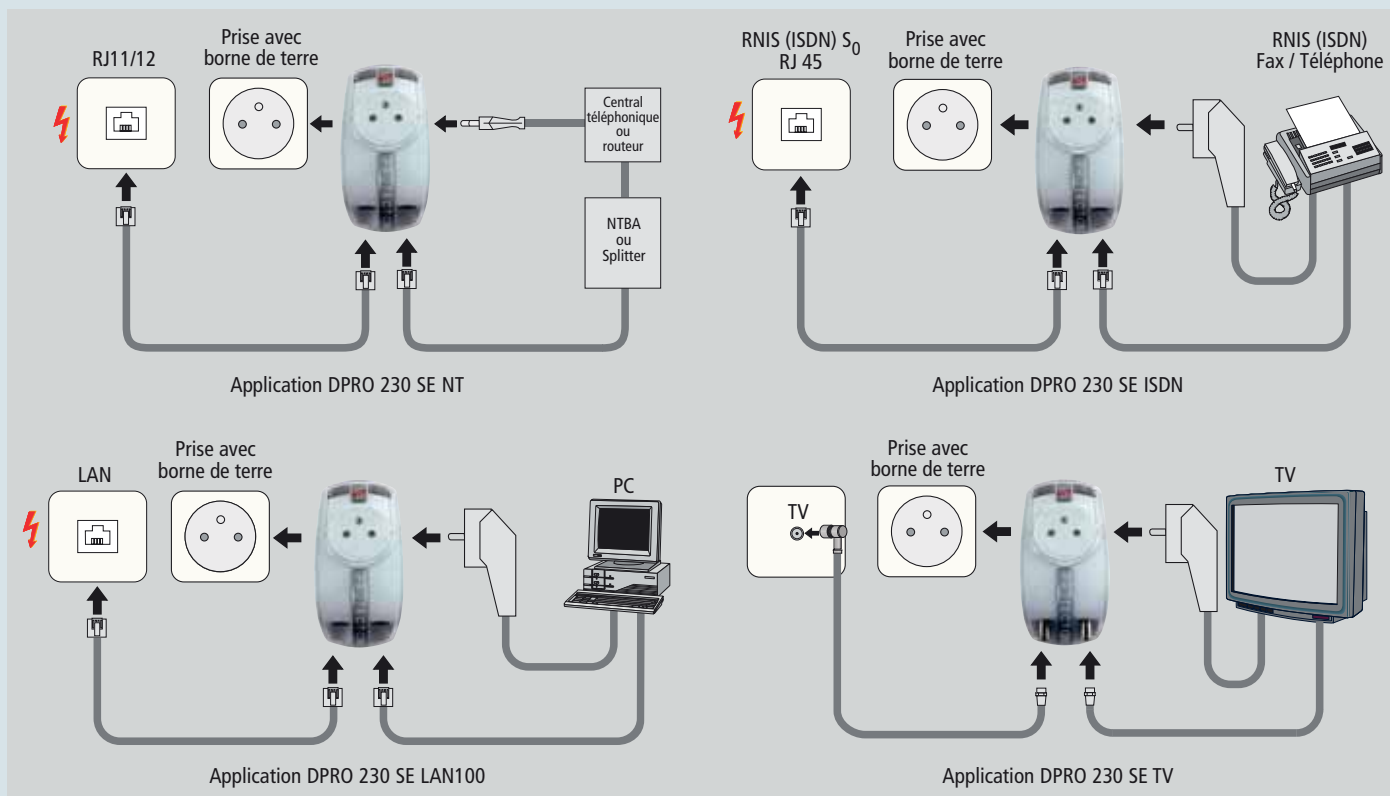 RJ11/12
Prise avec
borne de terre
Central
téléphonique
ou
routeur
NTBA
ou
Splitter
Application DPRO 230 SE NT
RNIS (ISDN) S0
RJ 45
Prise avec
borne de terre
RNIS (ISDN)
Fax / Téléphone
Application DPRO 230 SE ISDN
LAN
Prise avec
borne de terre
PC
Application DPRO 230 SE LAN100
TV
Prise avec
borne de terre
TV
Application DPRO 230 SE TV